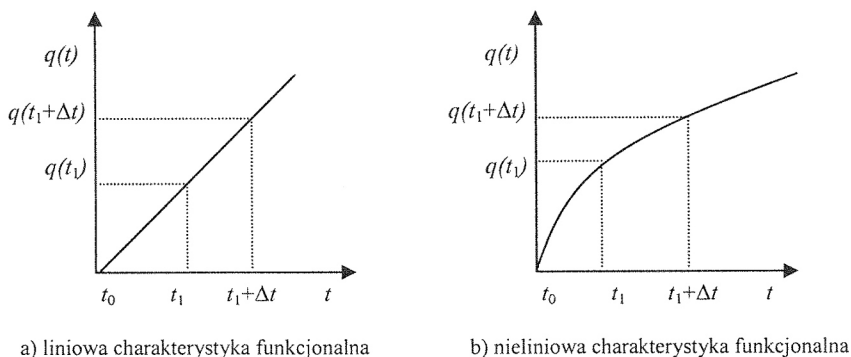 q(t)
q(t₁+Δt)
q(t₁)
t₀ t₁ t₁+Δt t
a) liniowa charakterystyka funkcjonalna
q(t)
q(t₁+Δt)
q(t₁)
t₀ t₁ t₁+Δt t
b) nieliniowa charakterystyka funkcjonalna